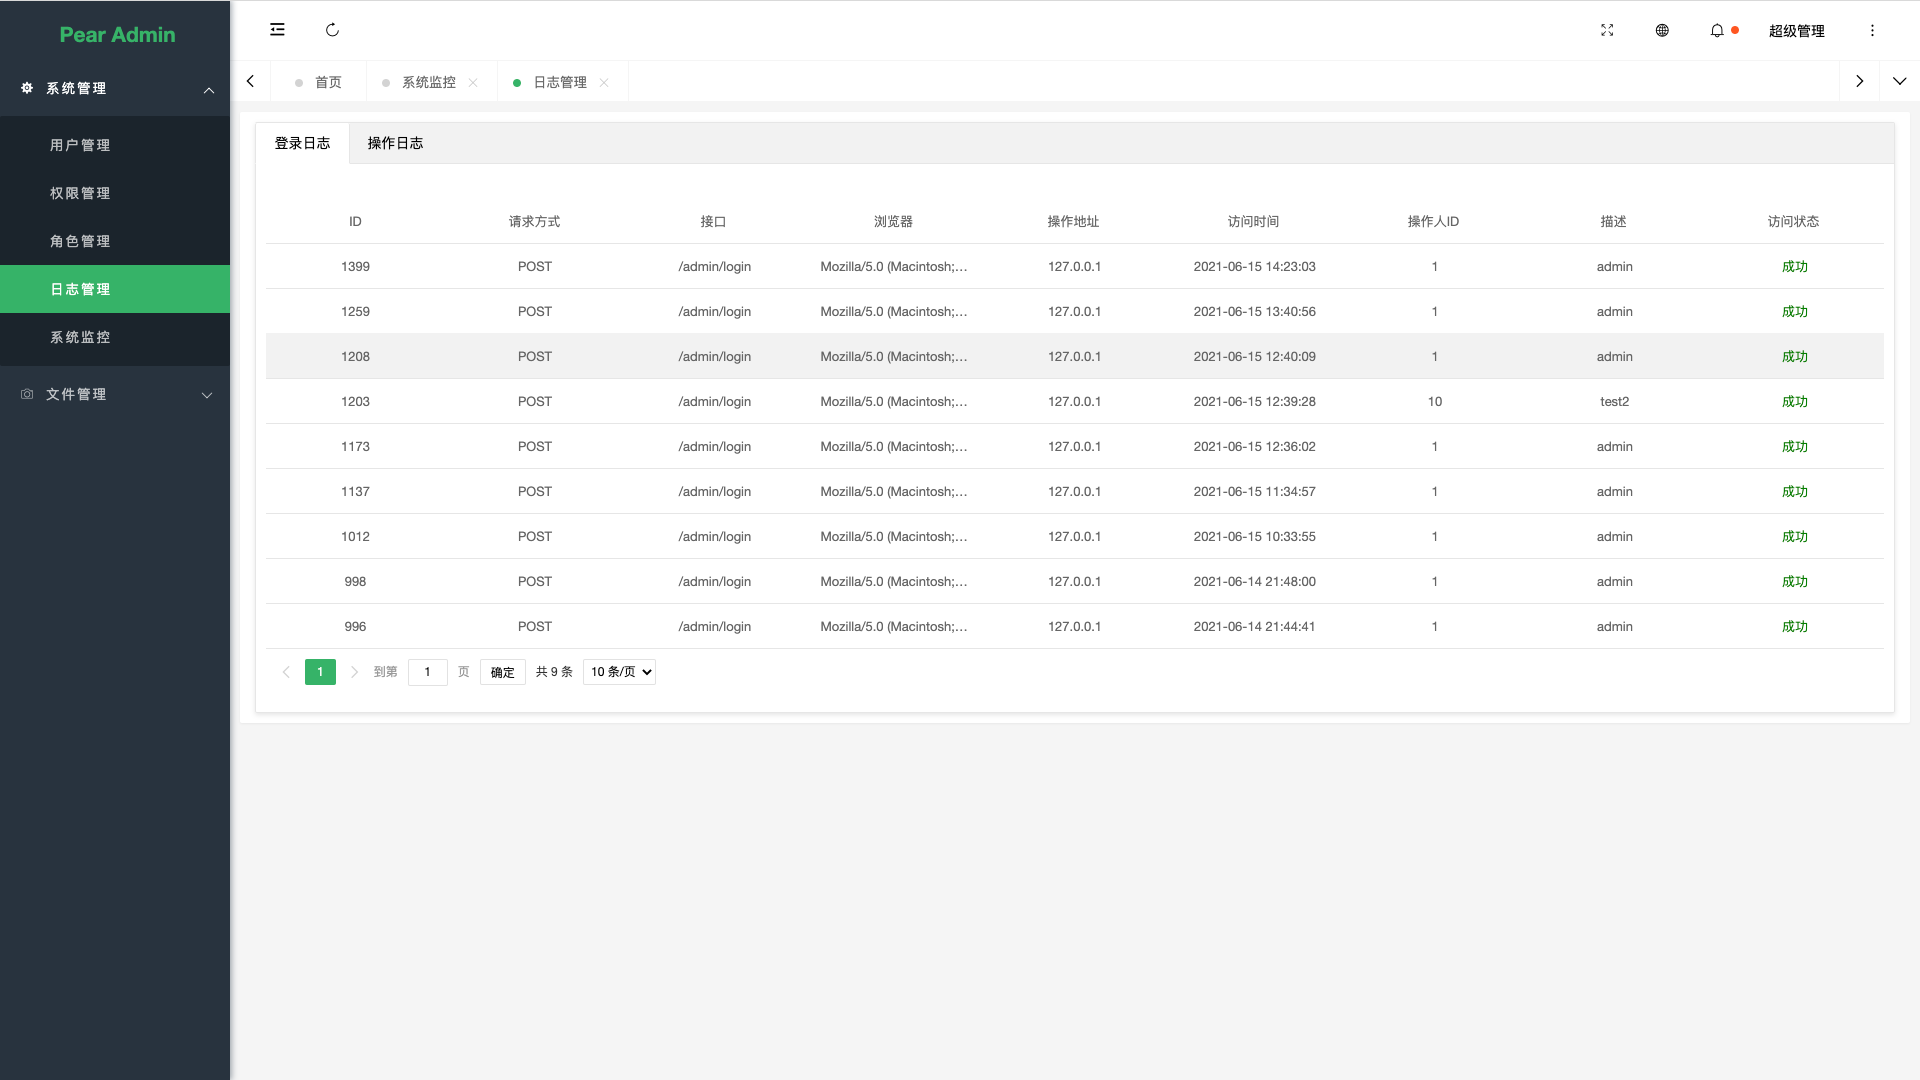 Pear Admin
超级管理
系统管理
用户管理
权限管理
角色管理
日志管理
系统监控
文件管理
首页 系统监控 日志管理
登录日志 操作日志
ID 请求方式 接口 浏览器 操作地址 访问时间 操作人ID 描述 访问状态
1399 POST /admin/login Mozilla/5.0 (Macintosh;... 127.0.0.1 2021-06-15 14:23:03 1 admin 成功
1259 POST /admin/login Mozilla/5.0 (Macintosh;... 127.0.0.1 2021-06-15 13:40:56 1 admin 成功
1208 POST /admin/login Mozilla/5.0 (Macintosh;... 127.0.0.1 2021-06-15 12:40:09 1 admin 成功
1203 POST /admin/login Mozilla/5.0 (Macintosh;... 127.0.0.1 2021-06-15 12:39:28 10 test2 成功
1173 POST /admin/login Mozilla/5.0 (Macintosh;... 127.0.0.1 2021-06-15 12:36:02 1 admin 成功
1137 POST /admin/login Mozilla/5.0 (Macintosh;... 127.0.0.1 2021-06-15 11:34:57 1 admin 成功
1012 POST /admin/login Mozilla/5.0 (Macintosh;... 127.0.0.1 2021-06-15 10:33:55 1 admin 成功
998 POST /admin/login Mozilla/5.0 (Macintosh;... 127.0.0.1 2021-06-14 21:48:00 1 admin 成功
996 POST /admin/login Mozilla/5.0 (Macintosh;... 127.0.0.1 2021-06-14 21:44:41 1 admin 成功
1 到第 1 页 确定 共 9 条 10 条/页